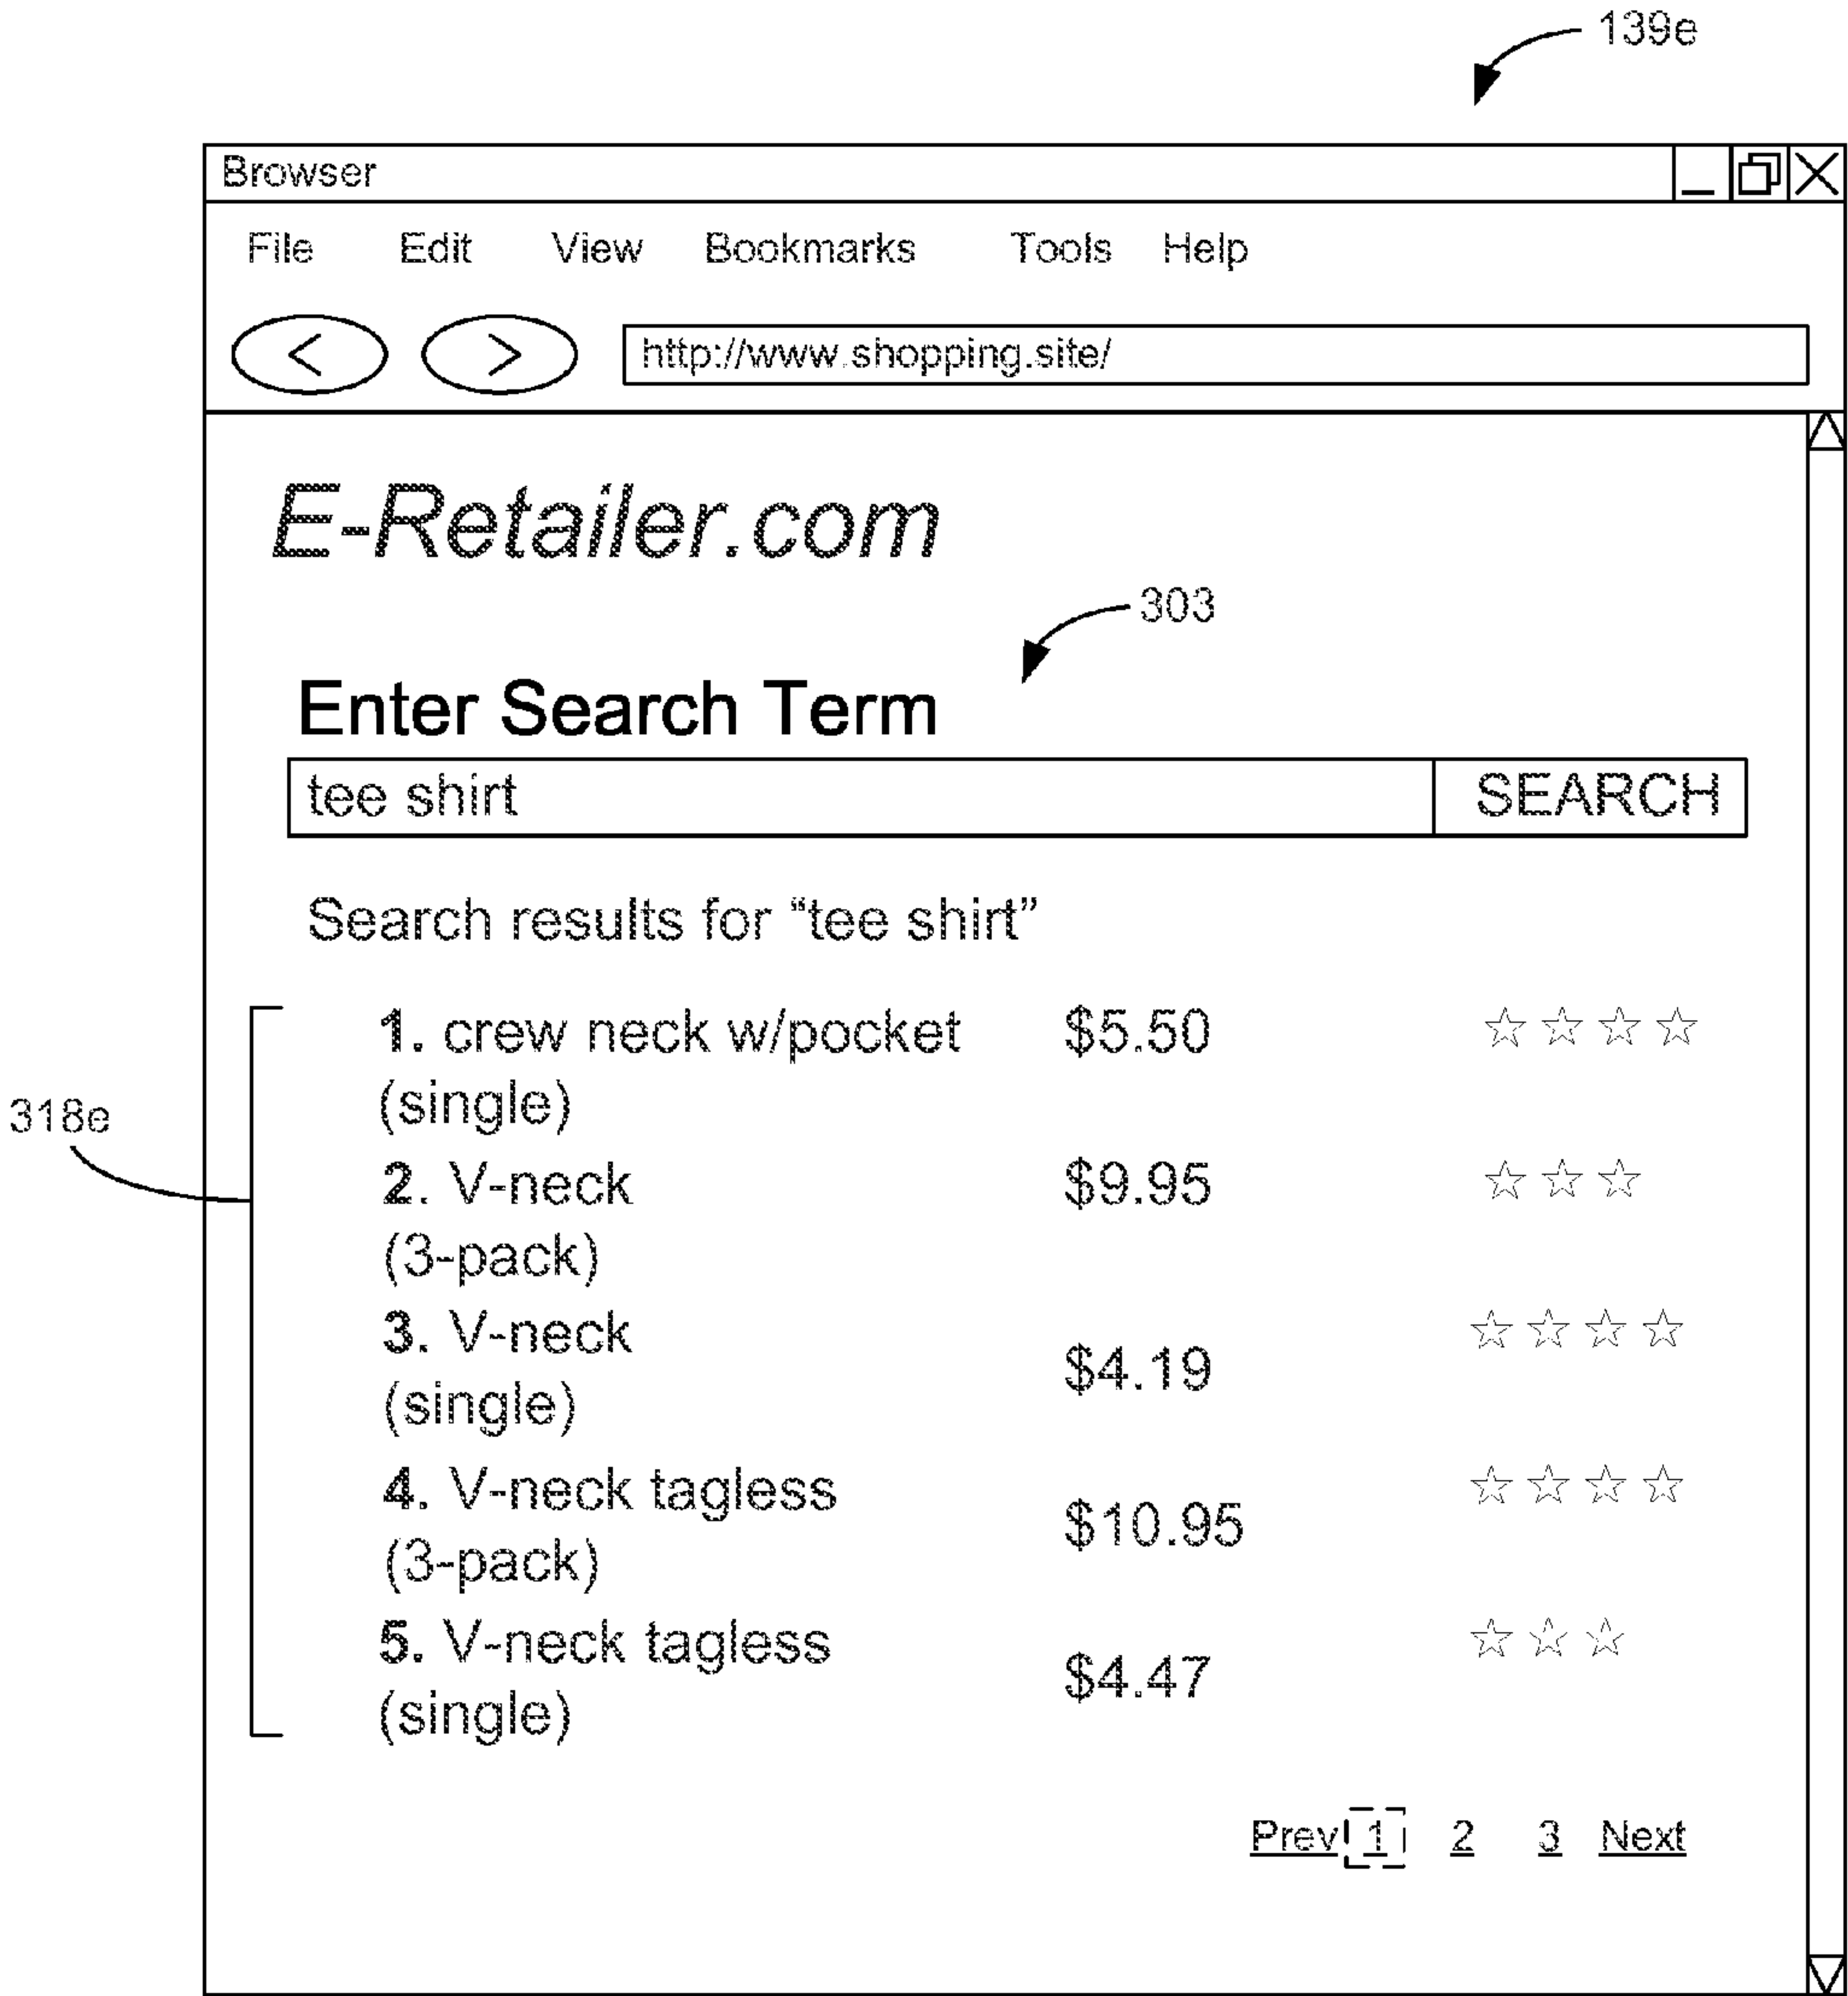 139e
Browser
File Edit View Bookmarks Tools Help
http://www.shopping.site/
E-Retailer.com
303
Enter Search Term
tee shirt SEARCH
Search results for “tee shirt”
1. crew neck w/pocket $5.50
(single)
318e
2. V-neck $9.95
(3-pack)
3. V-neck
$4.19
(single)
4. V-neck tagless
$10.95
(3-pack)
5. V-neck tagless
$4.47
(single)
Prev 1 2 3 Next